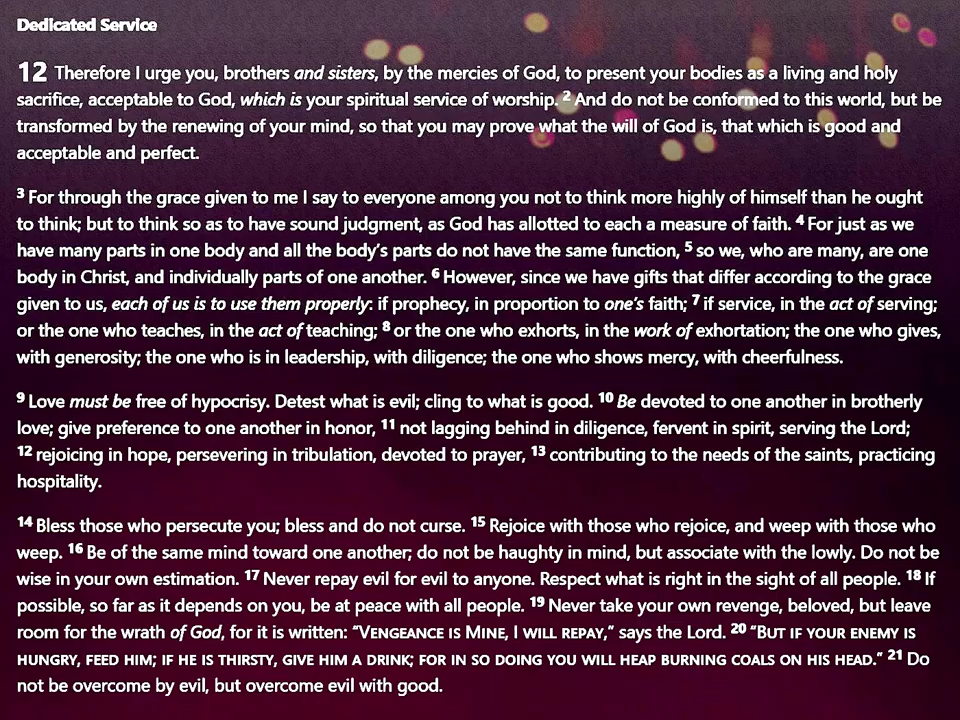 Dedicated Service
12 Therefore I urge you, brothers and sisters, by the mercies of God, to present your bodies as a living and holy
sacrifice, acceptable to God, which is your spiritual service of worship. 2 And do not be conformed to this world, but be
transformed by the renewing of your mind, so that you may prove what the will of God is, that which is good and
acceptable and perfect.
3 For through the grace given to me I say to everyone among you not to think more highly of himself than he ought
to think; but to think so as to have sound judgment, as God has allotted to each a measure of faith. 4 For just as we
have many parts in one body and all the body’s parts do not have the same function, 5 so we, who are many, are one
body in Christ, and individually parts of one another. 6 However, since we have gifts that differ according to the grace
given to us, each of us is to use them properly: if prophecy, in proportion to one’s faith; 7 if service, in the act of serving;
or the one who teaches, in the act of teaching; 8 or the one who exhorts, in the work of exhortation; the one who gives,
with generosity; the one who is in leadership, with diligence; the one who shows mercy, with cheerfulness.
9 Love must be free of hypocrisy. Detest what is evil; cling to what is good. 10 Be devoted to one another in brotherly
love; give preference to one another in honor, 11 not lagging behind in diligence, fervent in spirit, serving the Lord;
12 rejoicing in hope, persevering in tribulation, devoted to prayer, 13 contributing to the needs of the saints, practicing
hospitality.
14 Bless those who persecute you; bless and do not curse. 15 Rejoice with those who rejoice, and weep with those who
weep. 16 Be of the same mind toward one another; do not be haughty in mind, but associate with the lowly. Do not be
wise in your own estimation. 17 Never repay evil for evil to anyone. Respect what is right in the sight of all people. 18 If
possible, so far as it depends on you, be at peace with all people. 19 Never take your own revenge, beloved, but leave
room for the wrath of God, for it is written: “VENGEANCE IS MINE, I WILL REPAY,” says the Lord. 20 “BUT IF YOUR ENEMY IS
HUNGRY, FEED HIM; IF HE IS THIRSTY, GIVE HIM A DRINK; FOR IN SO DOING YOU WILL HEAP BURNING COALS ON HIS HEAD.” 21 Do
not be overcome by evil, but overcome evil with good.